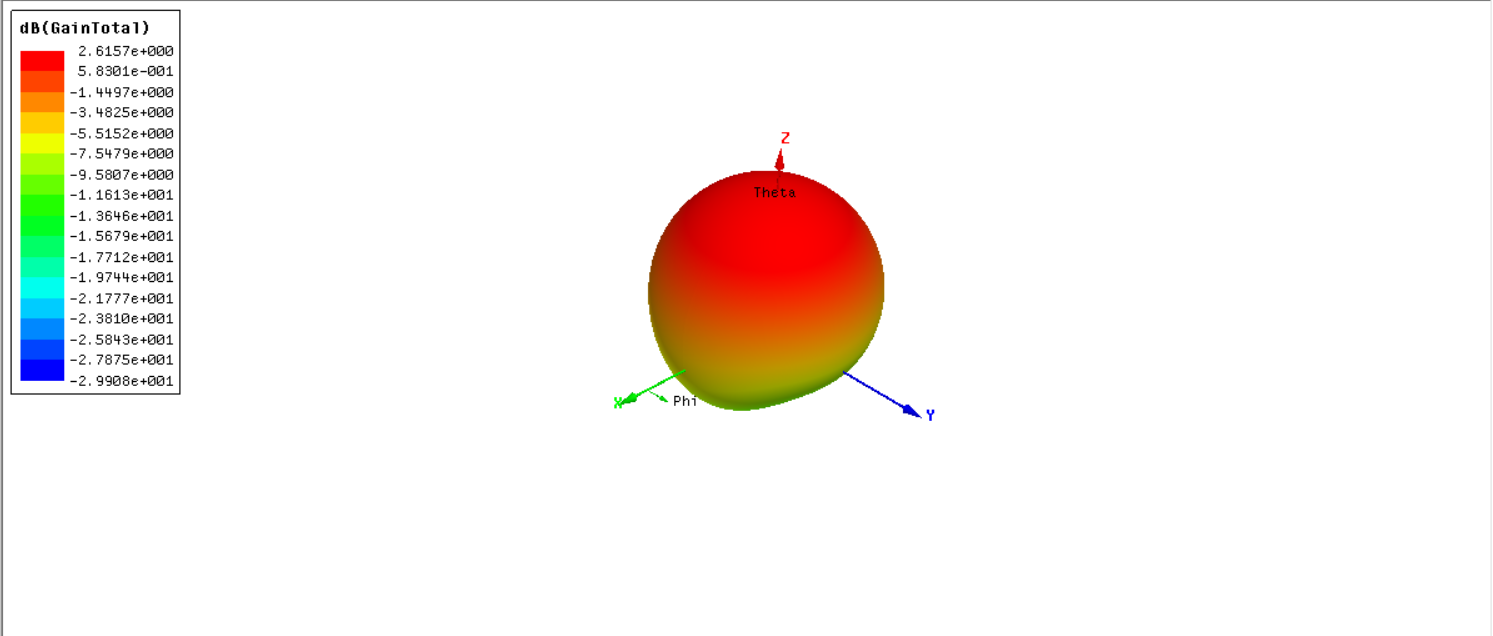 dB(GainTotal)
2.6157e+000
5.8301e-001
-1.4497e+000
-3.4825e+000
-5.5152e+000
-7.5479e+000
-9.5807e+000
-1.1613e+001
-1.3646e+001
-1.5679e+001
-1.7712e+001
-1.9744e+001
-2.1777e+001
-2.3810e+001
-2.5843e+001
-2.7875e+001
-2.9908e+001
Z
Theta
X
Phi
Y